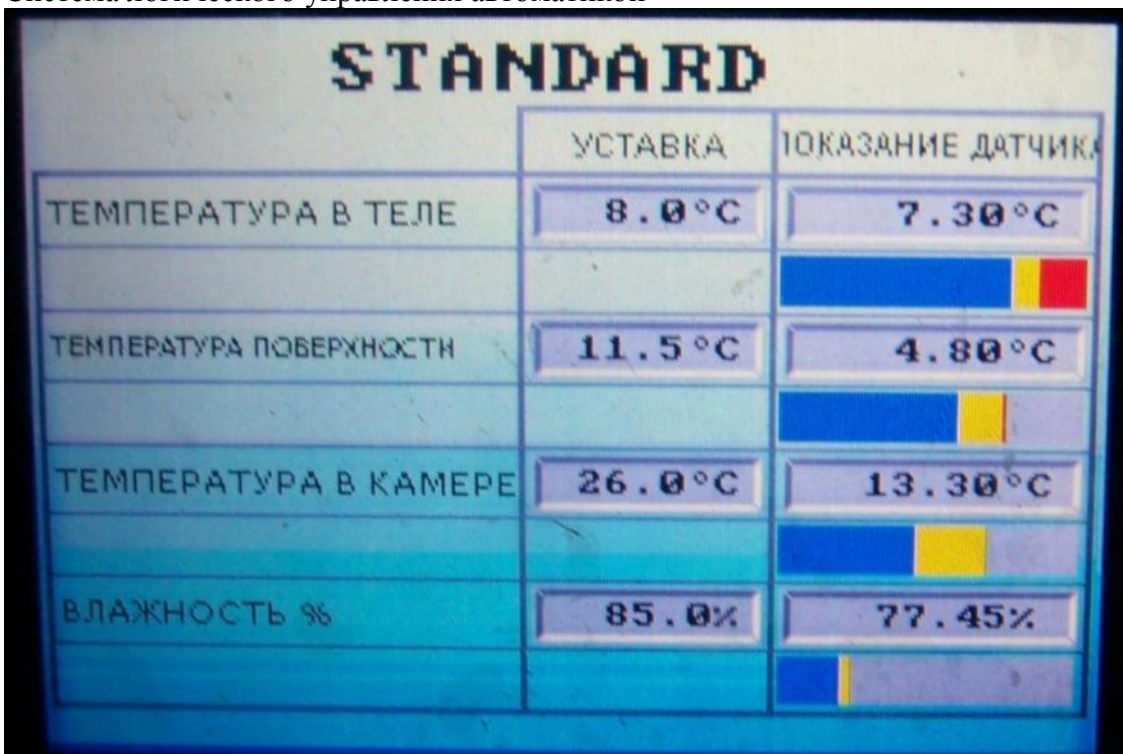 STANDARD
УСТАВКА ПОКАЗАНИЕ ДАТЧИКА
ТЕМПЕРАТУРА В ТЕЛЕ 8.0°C 7.30°C
ТЕМПЕРАТУРА ПОВЕРХНОСТИ 11.5°C 4.80°C
ТЕМПЕРАТУРА В КАМЕРЕ 26.0°C 13.30°C
ВЛАЖНОСТЬ % 85.0% 77.45%